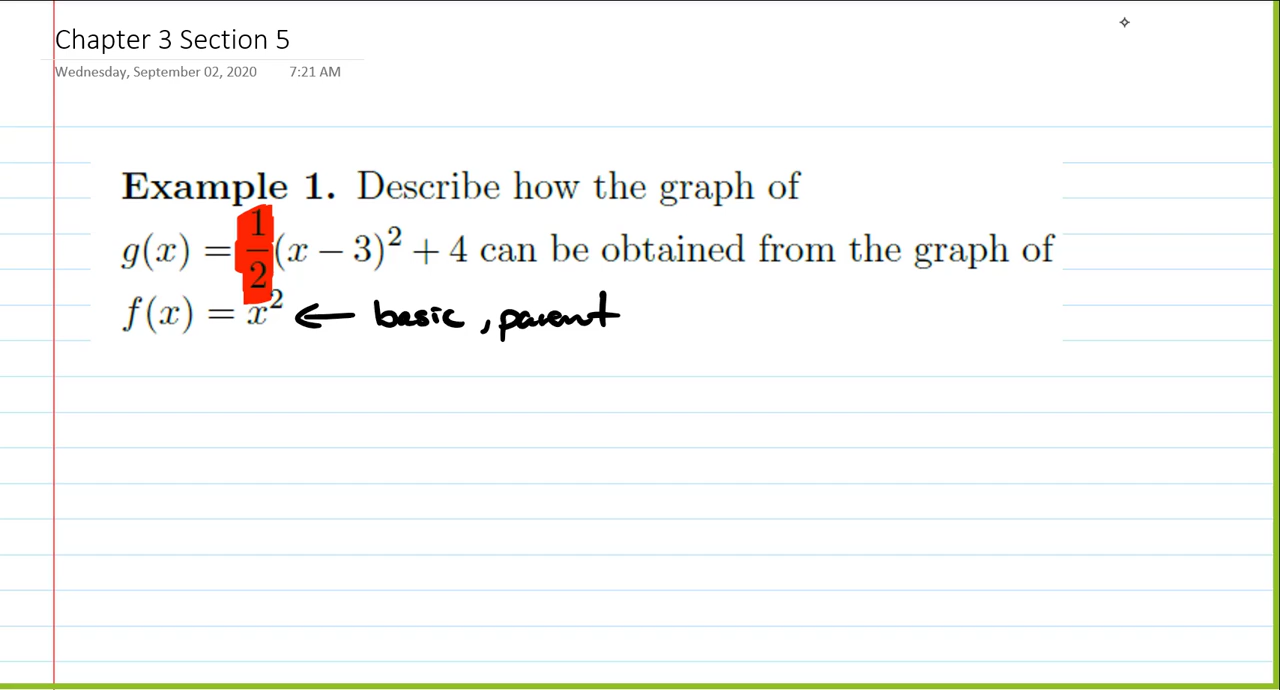 Chapter 3 Section 5
Wednesday, September 02, 2020 7:21 AM
Example 1. Describe how the graph of
g(x) = 1/2(x − 3)² + 4 can be obtained from the graph of
f(x) = x² ← basic, parent